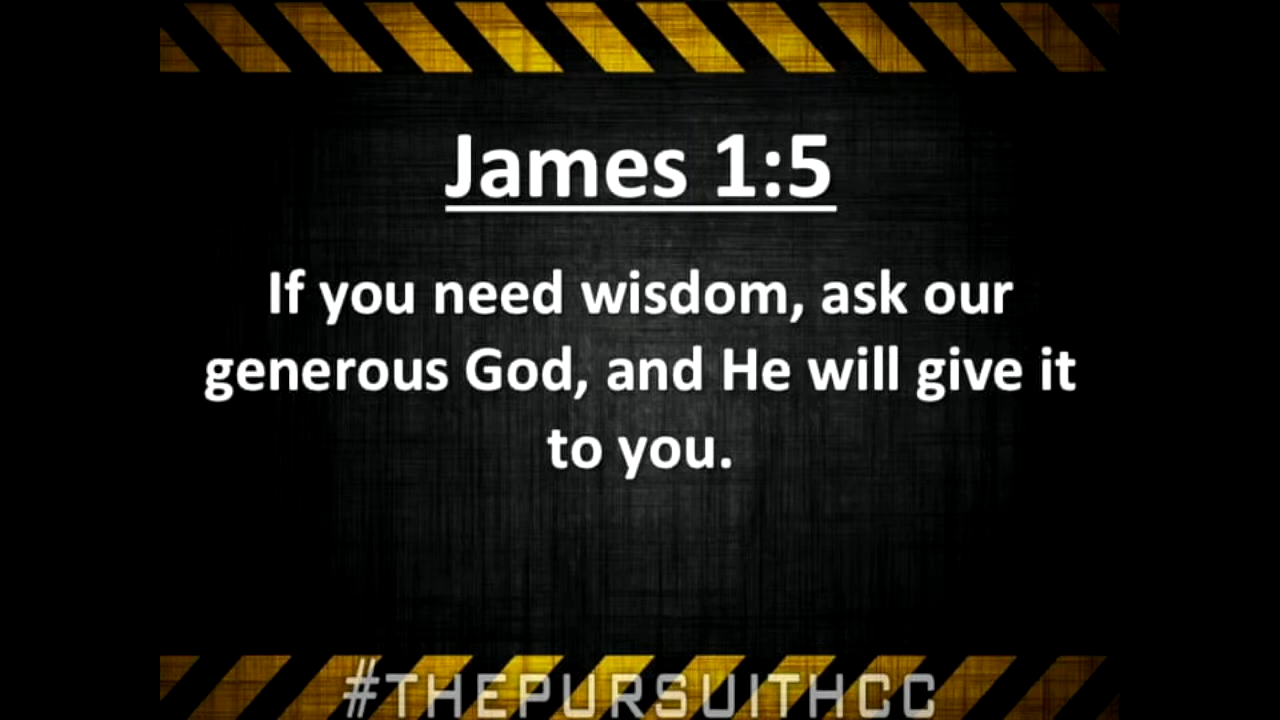 James 1:5
If you need wisdom, ask our
generous God, and He will give it
to you.
#THEPURSUITHCC